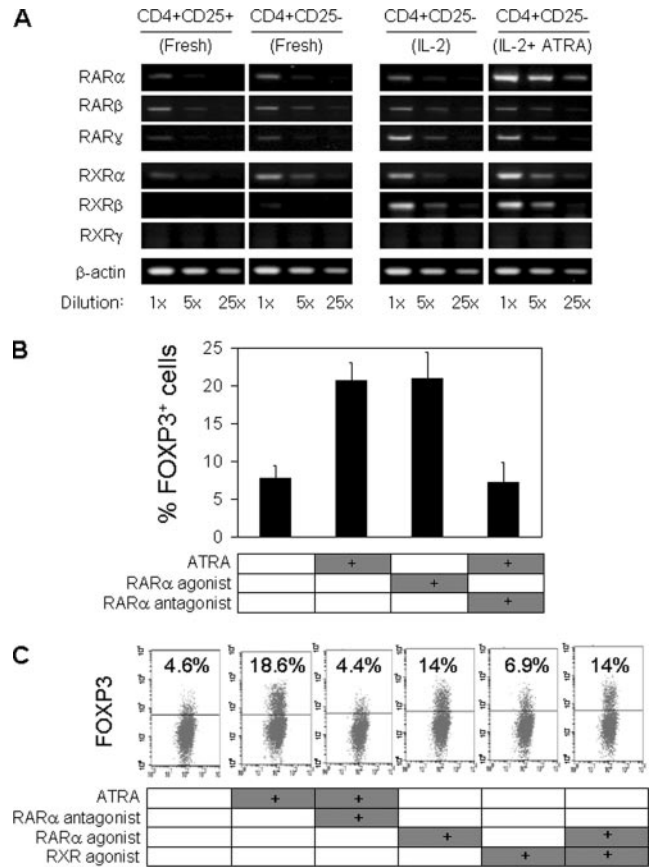 A
CD4+CD25+ CD4+CD25- CD4+CD25- CD4+CD25-
(Fresh) (Fresh) (IL-2) (IL-2+ ATRA)
RARα
RARβ
RARɣ
RXRα
RXRβ
RXRγ
β-actin
Dilution: 1x 5x 25x 1x 5x 25x 1x 5x 25x 1x 5x 25x
B
% FOXP3⁺ cells
25
20
15
10
5
0
ATRA + +
RARα agonist +
RARα antagonist +
C
FOXP3
4.6% 18.6% 4.4% 14% 6.9% 14%
ATRA + +
RARα antagonist +
RARα agonist + +
RXR agonist + +